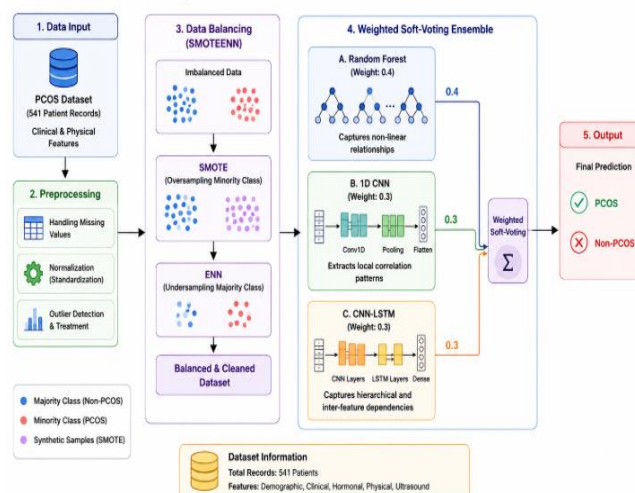 1. Data Input
PCOS Dataset
(541 Patient Records)
Clinical & Physical
Features
2. Preprocessing
Handling Missing
Values
Normalization
(Standardization)
Outlier Detection
& Treatment
Majority Class (Non-PCOS)
Minority Class (PCOS)
Synthetic Samples (SMOTE)
3. Data Balancing
(SMOTEENN)
Imbalanced Data
SMOTE
(Oversampling Minority Class)
ENN
(Undersampling Majority Class)
Balanced & Cleaned
Dataset
4. Weighted Soft-Voting Ensemble
A. Random Forest
(Weight: 0.4)
...
Captures non-linear
relationships
0.4
B. 1D CNN
(Weight: 0.3)
Conv1D Pooling Flatten
Extracts local correlation
patterns
0.3
C. CNN-LSTM
(Weight: 0.3)
CNN Layers LSTM Layers Dense
Captures hierarchical and
inter-feature dependencies
0.3
Weighted
Soft-Voting
Σ
5. Output
Final Prediction
PCOS
Non-PCOS
Dataset Information
Total Records: 541 Patients
Features: Demographic, Clinical, Hormonal, Physical, Ultrasound